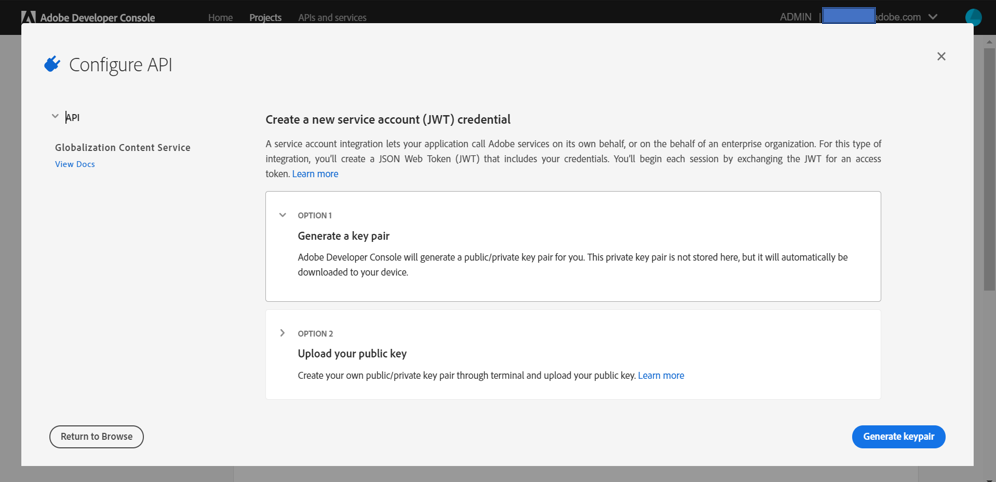 Adobe Developer Console
Home Projects APIs and services
ADMIN | adobe.com
Configure API
API
Globalization Content Service
View Docs
Create a new service account (JWT) credential
A service account integration lets your application call Adobe services on its own behalf, or on the behalf of an enterprise organization. For this type of
integration, you'll create a JSON Web Token (JWT) that includes your credentials. You'll begin each session by exchanging the JWT for an access
token. Learn more
OPTION 1
Generate a key pair
Adobe Developer Console will generate a public/private key pair for you. This private key pair is not stored here, but it will automatically be
downloaded to your device.
OPTION 2
Upload your public key
Create your own public/private key pair through terminal and upload your public key. Learn more
Return to Browse
Generate keypair